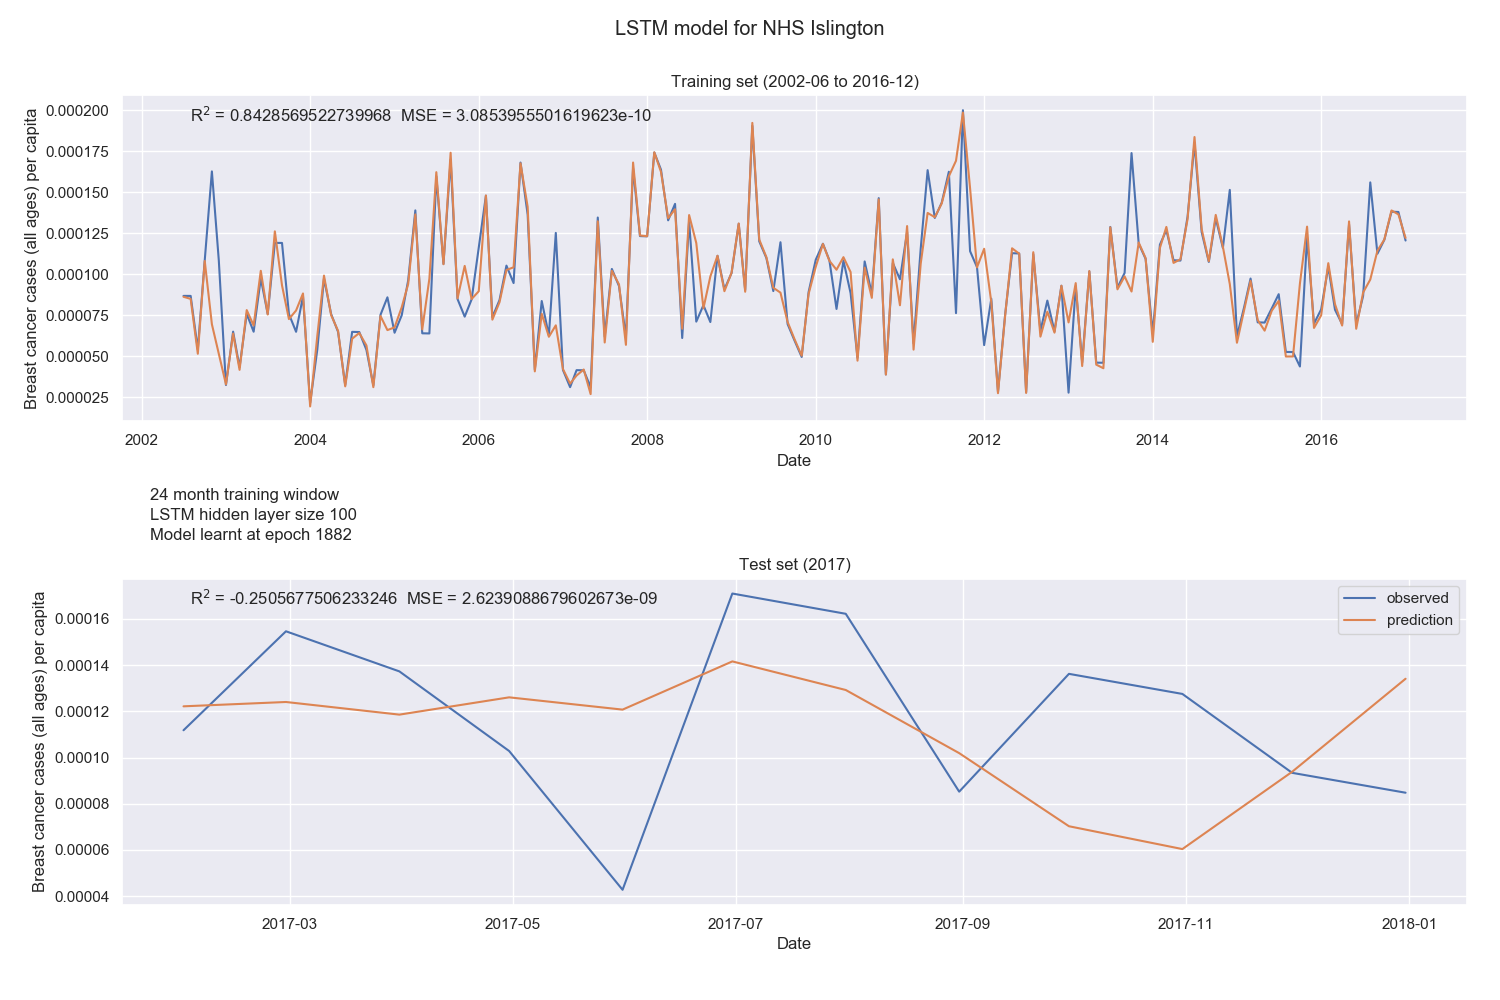 LSTM model for NHS Islington
Training set (2002-06 to 2016-12)
R² = 0.8428569522739968 MSE = 3.0853955501619623e-10
Breast cancer cases (all ages) per capita
0.000200
0.000175
0.000150
0.000125
0.000100
0.000075
0.000050
0.000025
2002 2004 2006 2008 2010 2012 2014 2016
Date
24 month training window
LSTM hidden layer size 100
Model learnt at epoch 1882
Test set (2017)
R² = -0.2505677506233246 MSE = 2.6239088679602673e-09
observed
prediction
Breast cancer cases (all ages) per capita
0.00016
0.00014
0.00012
0.00010
0.00008
0.00006
0.00004
2017-03 2017-05 2017-07 2017-09 2017-11 2018-01
Date